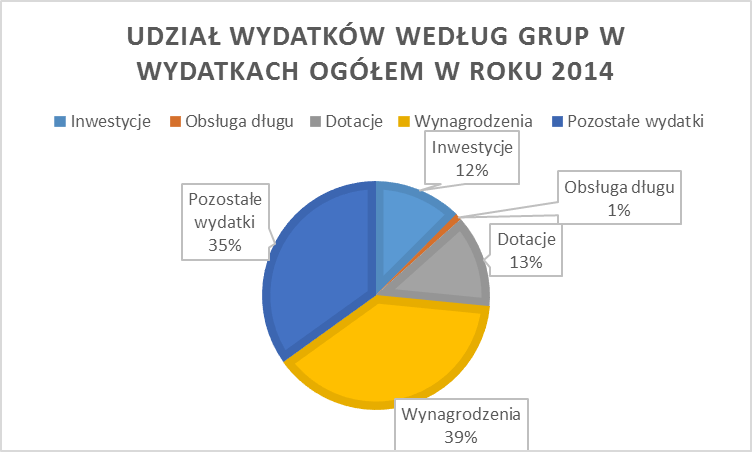 UDZIAŁ WYDATKÓW WEDŁUG GRUP W
WYDATKACH OGÓŁEM W ROKU 2014
Inwestycje
Obsługa długu
Dotacje
Wynagrodzenia
Pozostałe wydatki
Inwestycje
12%
Obsługa długu
1%
Pozostałe
wydatki
35%
Dotacje
13%
Wynagrodzenia
39%